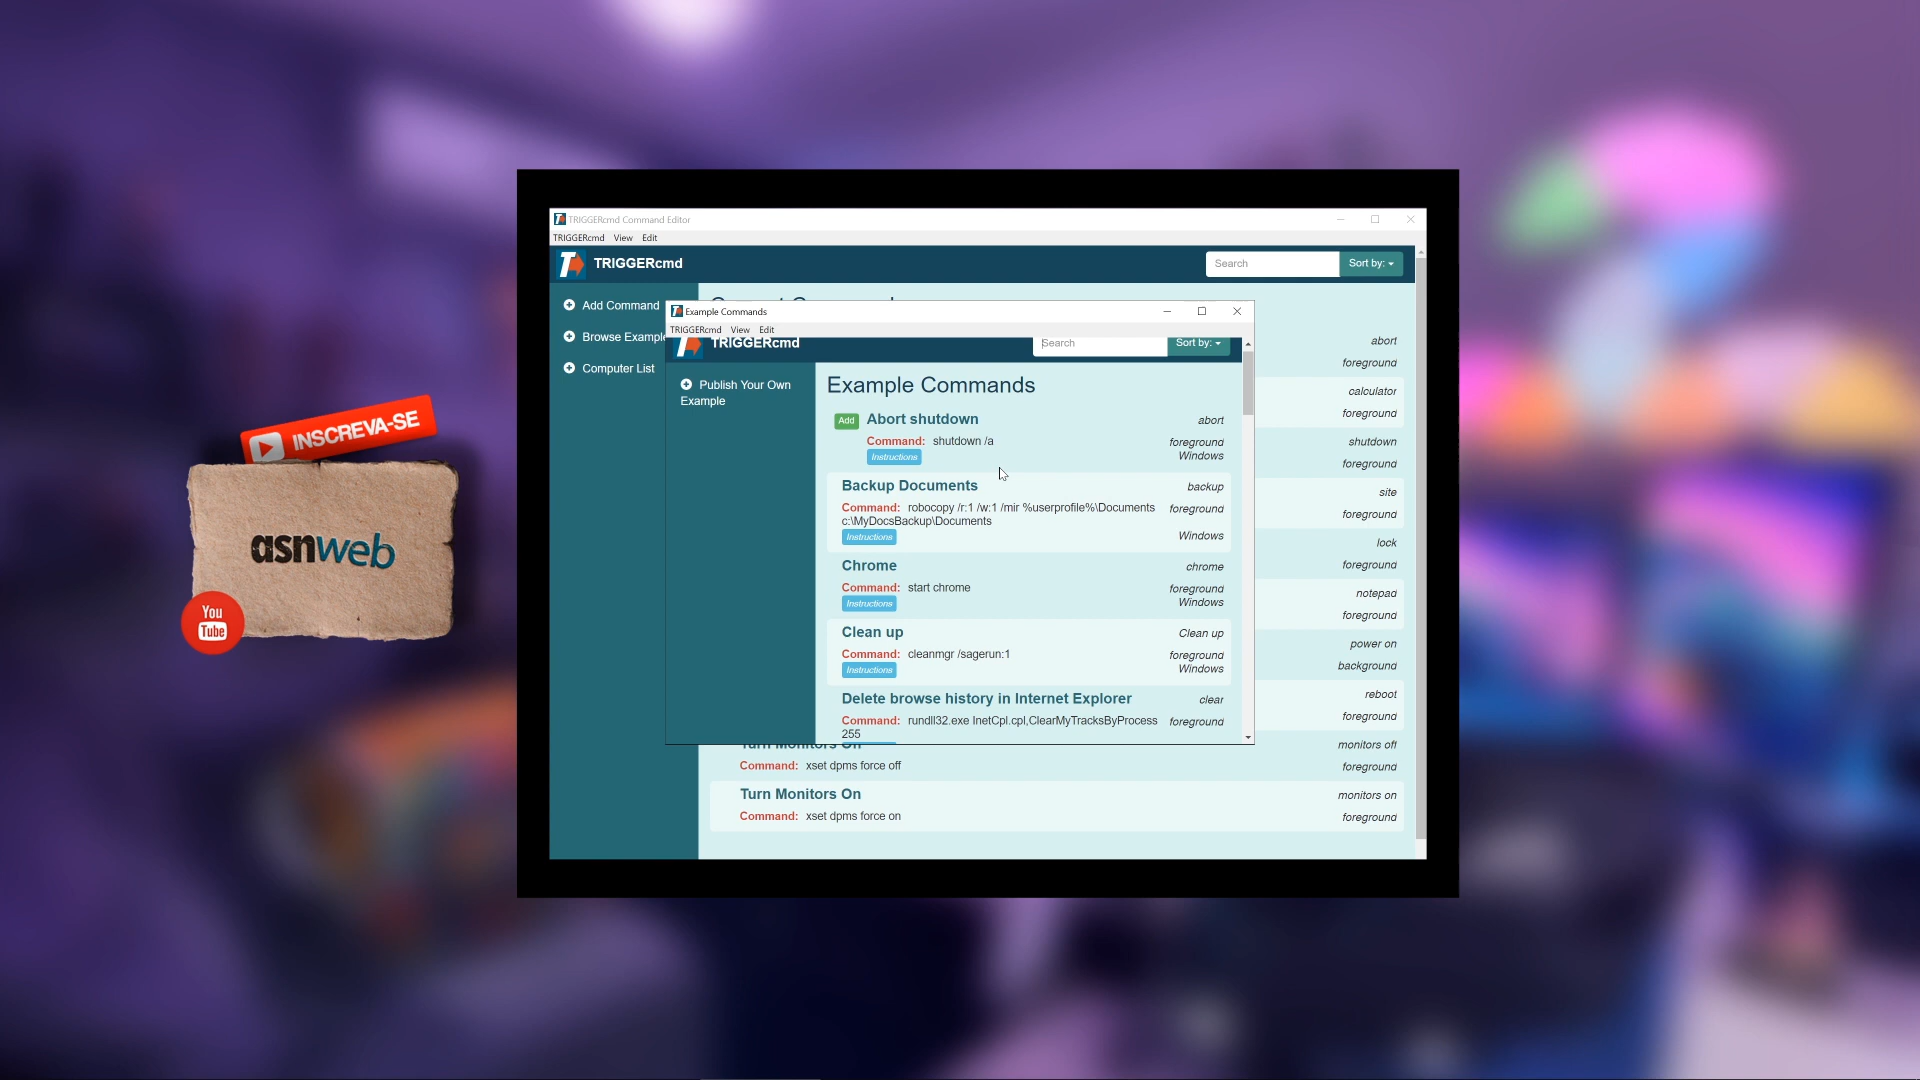 INSCREVA-SE
asnweb
You
Tube
TRIGGERcmd Command Editor
TRIGGERcmd View Edit
TRIGGERcmd
Search
Sort by:
Add Command
Browse Example
Computer List
abort
foreground
calculator
foreground
shutdown
foreground
site
foreground
lock
foreground
notepad
foreground
power on
background
reboot
foreground
Turn Monitors Off
monitors off
Command: xset dpms force off
foreground
Turn Monitors On
monitors on
Command: xset dpms force on
foreground
Example Commands
TRIGGERcmd View Edit
TRIGGERcmd
Search
Sort by:
Publish Your Own
Example
Example Commands
Add Abort shutdown
abort
Command: shutdown /a
foreground
Instructions
Windows
Backup Documents
backup
Command: robocopy /r:1 /w:1 /mir %userprofile%\Documents
foreground
c:\MyDocsBackup\Documents
Instructions
Windows
Chrome
chrome
Command: start chrome
foreground
Instructions
Windows
Clean up
Clean up
Command: cleanmgr /sagerun:1
foreground
Instructions
Windows
Delete browse history in Internet Explorer
clear
Command: rundll32.exe InetCpl.cpl,ClearMyTracksByProcess
foreground
255